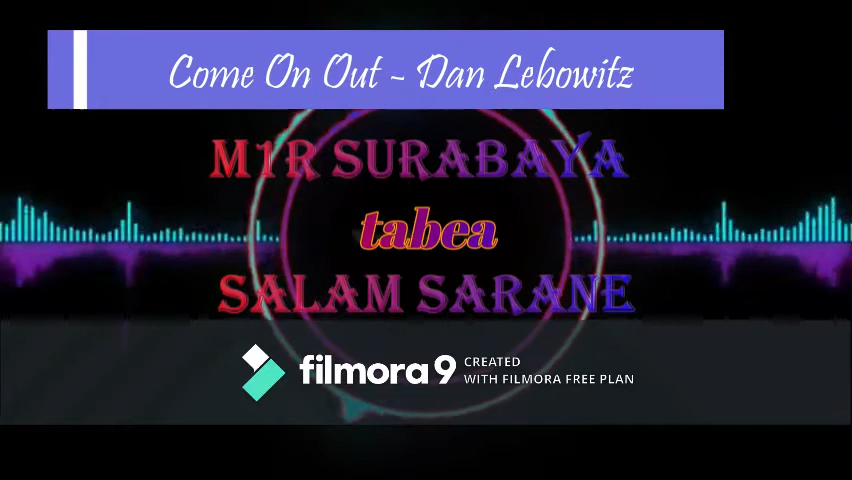 Come On Out - Dan Lebowitz
M1R SURABAYA
tabea
SALAM SARANE
filmora 9 CREATED
WITH FILMORA FREE PLAN